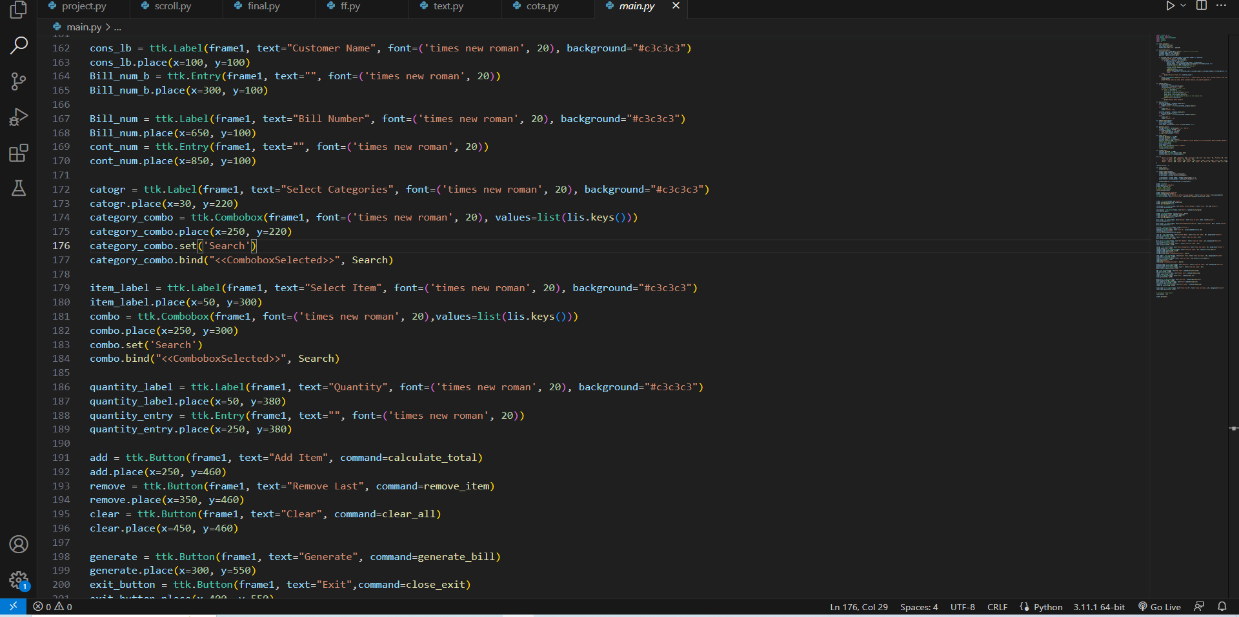 project.py scroll.py final.py ff.py text.py cota.py main.py
main.py > ...
162 cons_lb = ttk.Label(frame1, text="Customer Name", font=('times new roman', 20), background="#c3c3c3")
163 cons_lb.place(x=100, y=100)
164 Bill_num_b = ttk.Entry(frame1, text="", font=('times new roman', 20))
165 Bill_num_b.place(x=300, y=100)
166
167 Bill_num = ttk.Label(frame1, text="Bill Number", font=('times new roman', 20), background="#c3c3c3")
168 Bill_num.place(x=650, y=100)
169 cont_num = ttk.Entry(frame1, text="", font=('times new roman', 20))
170 cont_num.place(x=850, y=100)
171
172 catogr = ttk.Label(frame1, text="Select Categories", font=('times new roman', 20), background="#c3c3c3")
173 catogr.place(x=30, y=220)
174 category_combo = ttk.Combobox(frame1, font=('times new roman', 20), values=list(lis.keys()))
175 category_combo.place(x=250, y=220)
176 category_combo.set('Search')
177 category_combo.bind("<<ComboboxSelected>>", Search)
178
179 item_label = ttk.Label(frame1, text="Select Item", font=('times new roman', 20), background="#c3c3c3")
180 item_label.place(x=50, y=300)
181 combo = ttk.Combobox(frame1, font=('times new roman', 20),values=list(lis.keys()))
182 combo.place(x=250, y=300)
183 combo.set('Search')
184 combo.bind("<<ComboboxSelected>>", Search)
185
186 quantity_label = ttk.Label(frame1, text="Quantity", font=('times new roman', 20), background="#c3c3c3")
187 quantity_label.place(x=50, y=380)
188 quantity_entry = ttk.Entry(frame1, text="", font=('times new roman', 20))
189 quantity_entry.place(x=250, y=380)
190
191 add = ttk.Button(frame1, text="Add Item", command=calculate_total)
192 add.place(x=250, y=460)
193 remove = ttk.Button(frame1, text="Remove Last", command=remove_item)
194 remove.place(x=350, y=460)
195 clear = ttk.Button(frame1, text="Clear", command=clear_all)
196 clear.place(x=450, y=460)
197
198 generate = ttk.Button(frame1, text="Generate", command=generate_bill)
199 generate.place(x=300, y=550)
200 exit_button = ttk.Button(frame1, text="Exit",command=close_exit)
201 exit_button.place(x=400, y=550)
1
0 0 Ln 176, Col 29 Spaces: 4 UTF-8 CRLF Python 3.11.1 64-bit Go Live